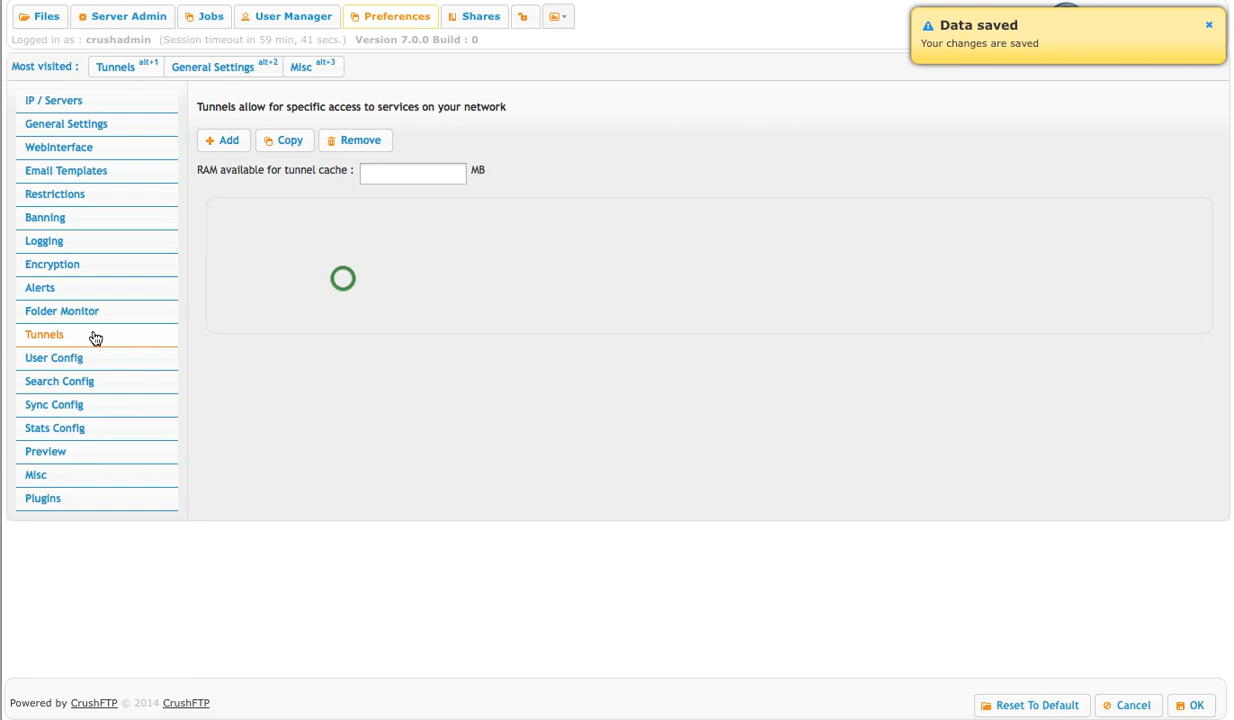 Files Server Admin Jobs User Manager Preferences Shares
Logged in as : crushadmin (Session timeout in 59 min, 41 secs.) Version 7.0.0 Build : 0
Data saved
Your changes are saved
Most visited : Tunnels alt+1 General Settings alt+2 Misc alt+3
IP / Servers
General Settings
WebInterface
Email Templates
Restrictions
Banning
Logging
Encryption
Alerts
Folder Monitor
Tunnels
User Config
Search Config
Sync Config
Stats Config
Preview
Misc
Plugins
Tunnels allow for specific access to services on your network
Add Copy Remove
RAM available for tunnel cache : MB
Powered by CrushFTP © 2014 CrushFTP
Reset To Default Cancel OK